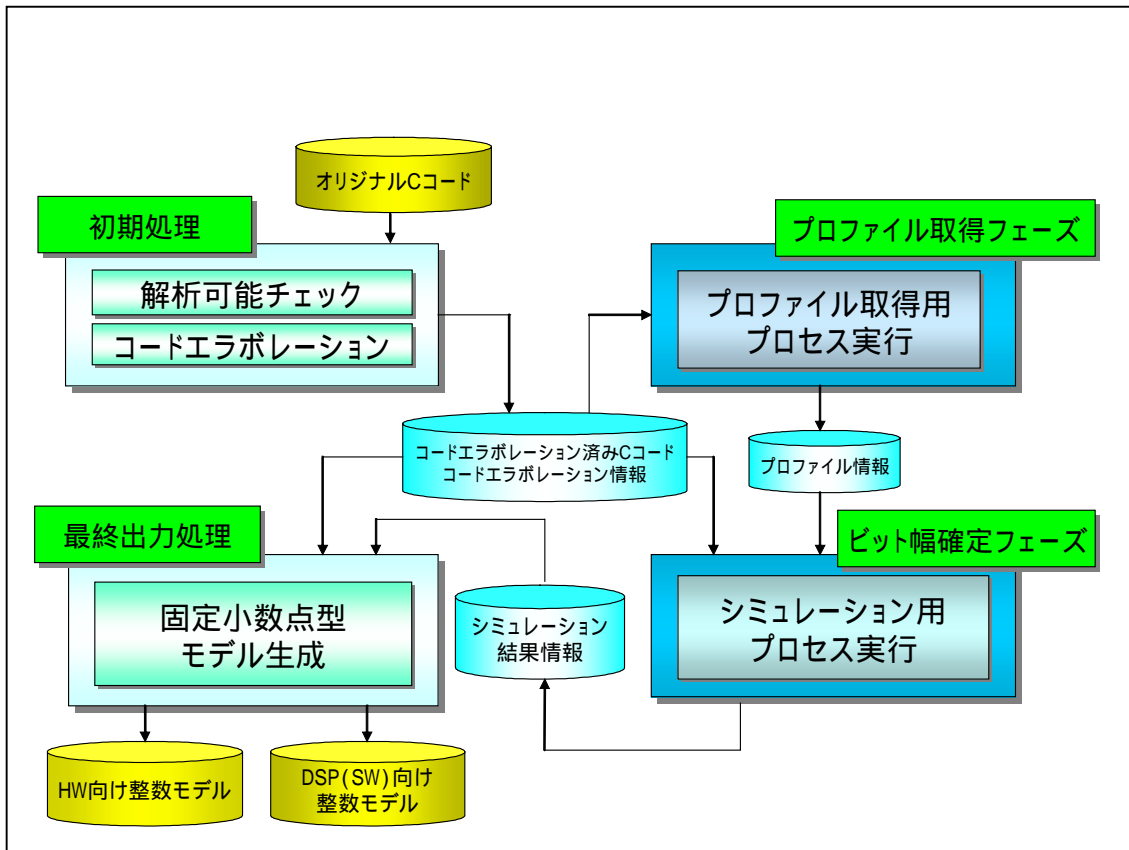 オリジナルCコード
初期処理
プロファイル取得フェーズ
解析可能チェック
コードエラボレーション
プロファイル取得用
プロセス実行
コードエラボレーション済みCコード
コードエラボレーション情報
プロファイル情報
最終出力処理
ビット幅確定フェーズ
固定小数点型
モデル生成
シミュレーション
結果情報
シミュレーション用
プロセス実行
HW向け整数モデル
DSP(SW)向け
整数モデル